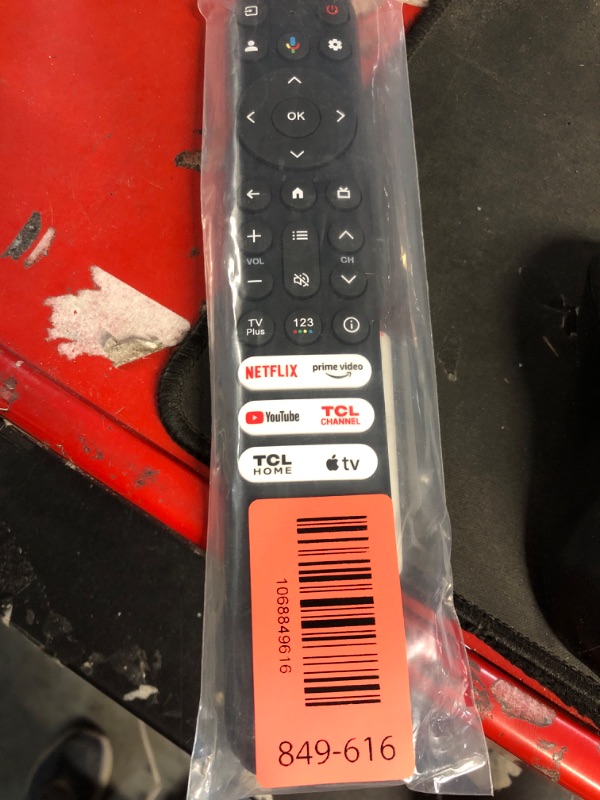 OK
VOL
CH
TV
Plus
123
NETFLIX prime video
YouTube TCL
CHANNEL
TCL
HOME tv
1068849616
849-616